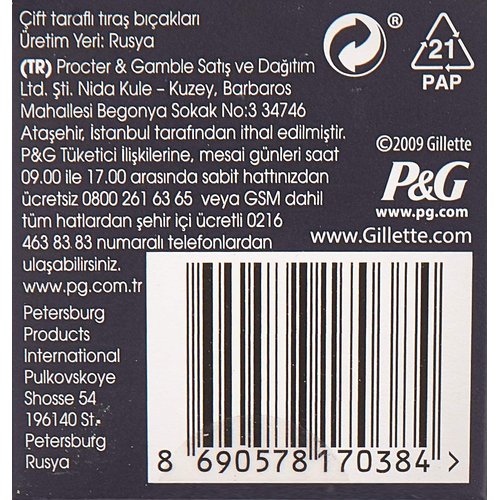 Çift taraflı tıraş bıçakları
Üretim Yeri: Rusya
(TR) Procter & Gamble Satış ve Dağıtım
Ltd. Şti. Nida Kule – Kuzey, Barbaros
Mahallesi Begonya Sokak No:3 34746
Ataşehir, İstanbul tarafından ithal edilmiştir.
P&G Tüketici İlişkilerine, mesai günleri saat
09.00 ile 17.00 arasında sabit hattınızdan
ücretsiz 0800 261 63 65 veya GSM dahil
tüm hatlardan şehir içi ücretli 0216
463 83 83 numaralı telefonlardan
ulaşabilirsiniz.
www.pg.com.tr
Petersburg
Products
International
Pulkovskoye
Shosse 54
196140 St.-
Petersburg
Rusya
®
21
PAP
©2009 Gillette
P&G
www.pg.com
www.Gillette.com
8 690578 170384 >